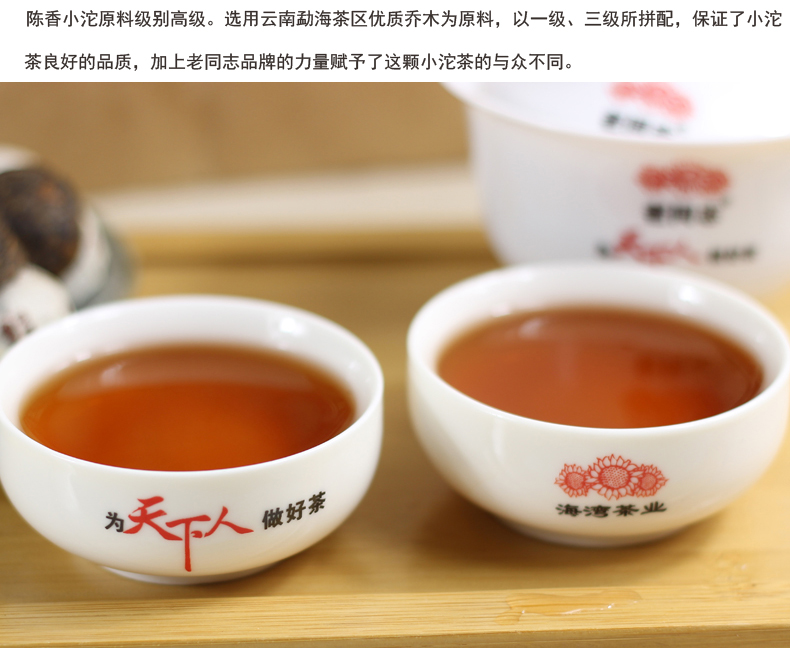 陈香小沱原料级别高级。选用云南勐海茶区优质乔木为原料，以一级、三级所拼配，保证了小沱
茶良好的品质，加上老同志品牌的力量赋予了这颗小沱茶的与众不同。
为天下人做好茶
海湾茶业